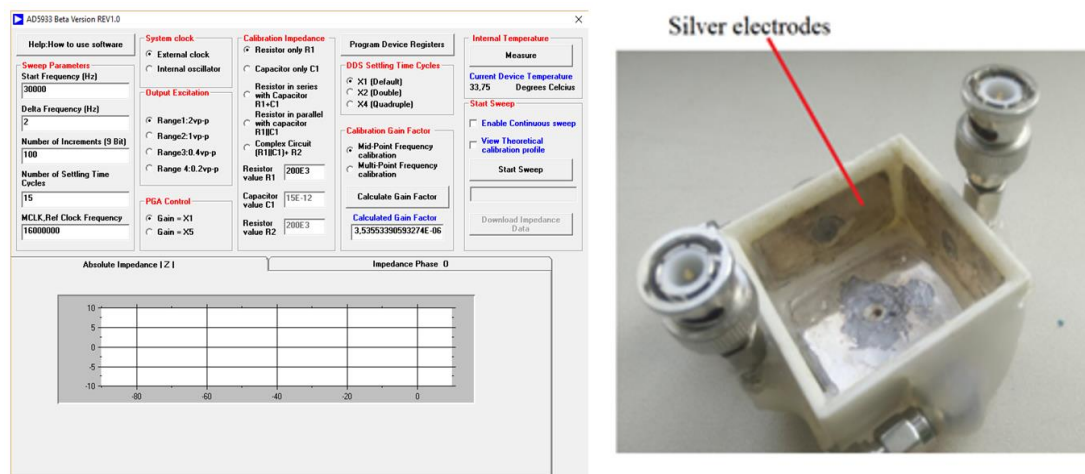 AD5933 Beta Version REV1.0
Help:How to use software
Sweep Parameters
Start Frequency (Hz)
30000
Delta Frequency (Hz)
2
Number of Increments (9 Bit)
100
Number of Settling Time
Cycles
15
MCLK,Ref Clock Frequency
16000000
System clock
External clock
Internal oscillator
Output Excitation
Range1:2vp-p
Range2:1vp-p
Range3:0.4vp-p
Range 4:0.2vp-p
PGA Control
Gain = X1
Gain = X5
Calibration Impedance
Resistor only R1
Capacitor only C1
Resistor in series
with Capacitor
R1+C1
Resistor in parallel
with capacitor
R1||C1
Complex Circuit
(R1||C1)+ R2
Resistor
value R1
200E3
Capacitor
value C1
15E-12
Resistor
value R2
200E3
Program Device Registers
DDS Settling Time Cycles
X1 (Default)
X2 (Double)
X4 (Quadruple)
Calibration Gain Factor
Mid-Point Frequency
calibration
Multi-Point Frequency
calibration
Calculate Gain Factor
Calculated Gain Factor
3,53553390593274E-06
Internal Temperature
Measure
Current Device Temperature
33,75 Degrees Celcius
Start Sweep
Enable Continuous sweep
View Theoretical
calibration profile
Start Sweep
Download Impedance
Data
Absolute Impedance | Z |
Impedance Phase 0
10
5
0
-5
-10
-80 -60 -40 -20 0
Silver electrodes